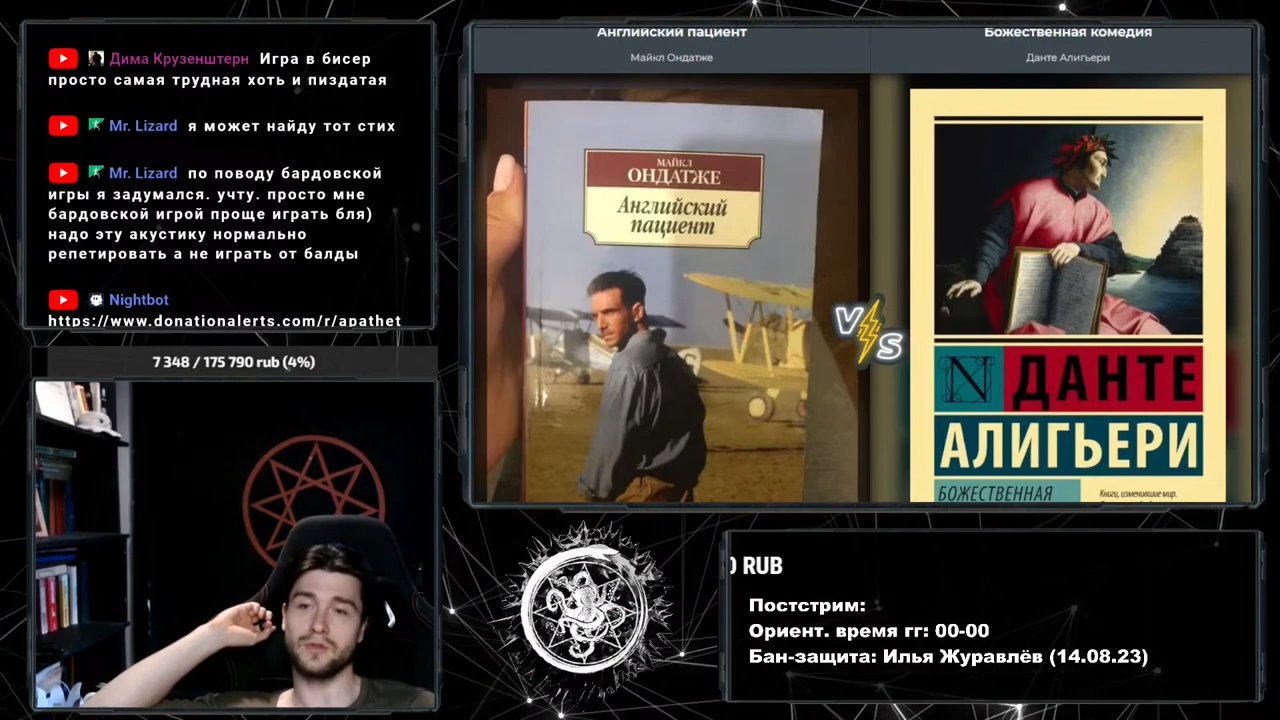 Дима Крузенштерн Игра в бисер
просто самая трудная хоть и пиздатая
Mr. Lizard я может найду тот стих
Mr. Lizard по поводу бардовской
игры я задумался. учту. просто мне
бардовской игрой проще играть бля)
надо эту акустику нормально
репетировать а не играть от балды
Nightbot
https://www.donationalerts.com/r/apathet
7 348 / 175 790 rub (4%)
Английский пациент
Майкл Ондатже
Божественная комедия
Данте Алигьери
МАЙКЛ
ОНДАТЖЕ
Английский
пациент
VS
N ДАНТЕ
АЛИГЬЕРИ
БОЖЕСТВЕННАЯ
Книги, изменившие мир.
0 RUB
Постстрим:
Ориент. время гг: 00-00
Бан-защита: Илья Журавлёв (14.08.23)